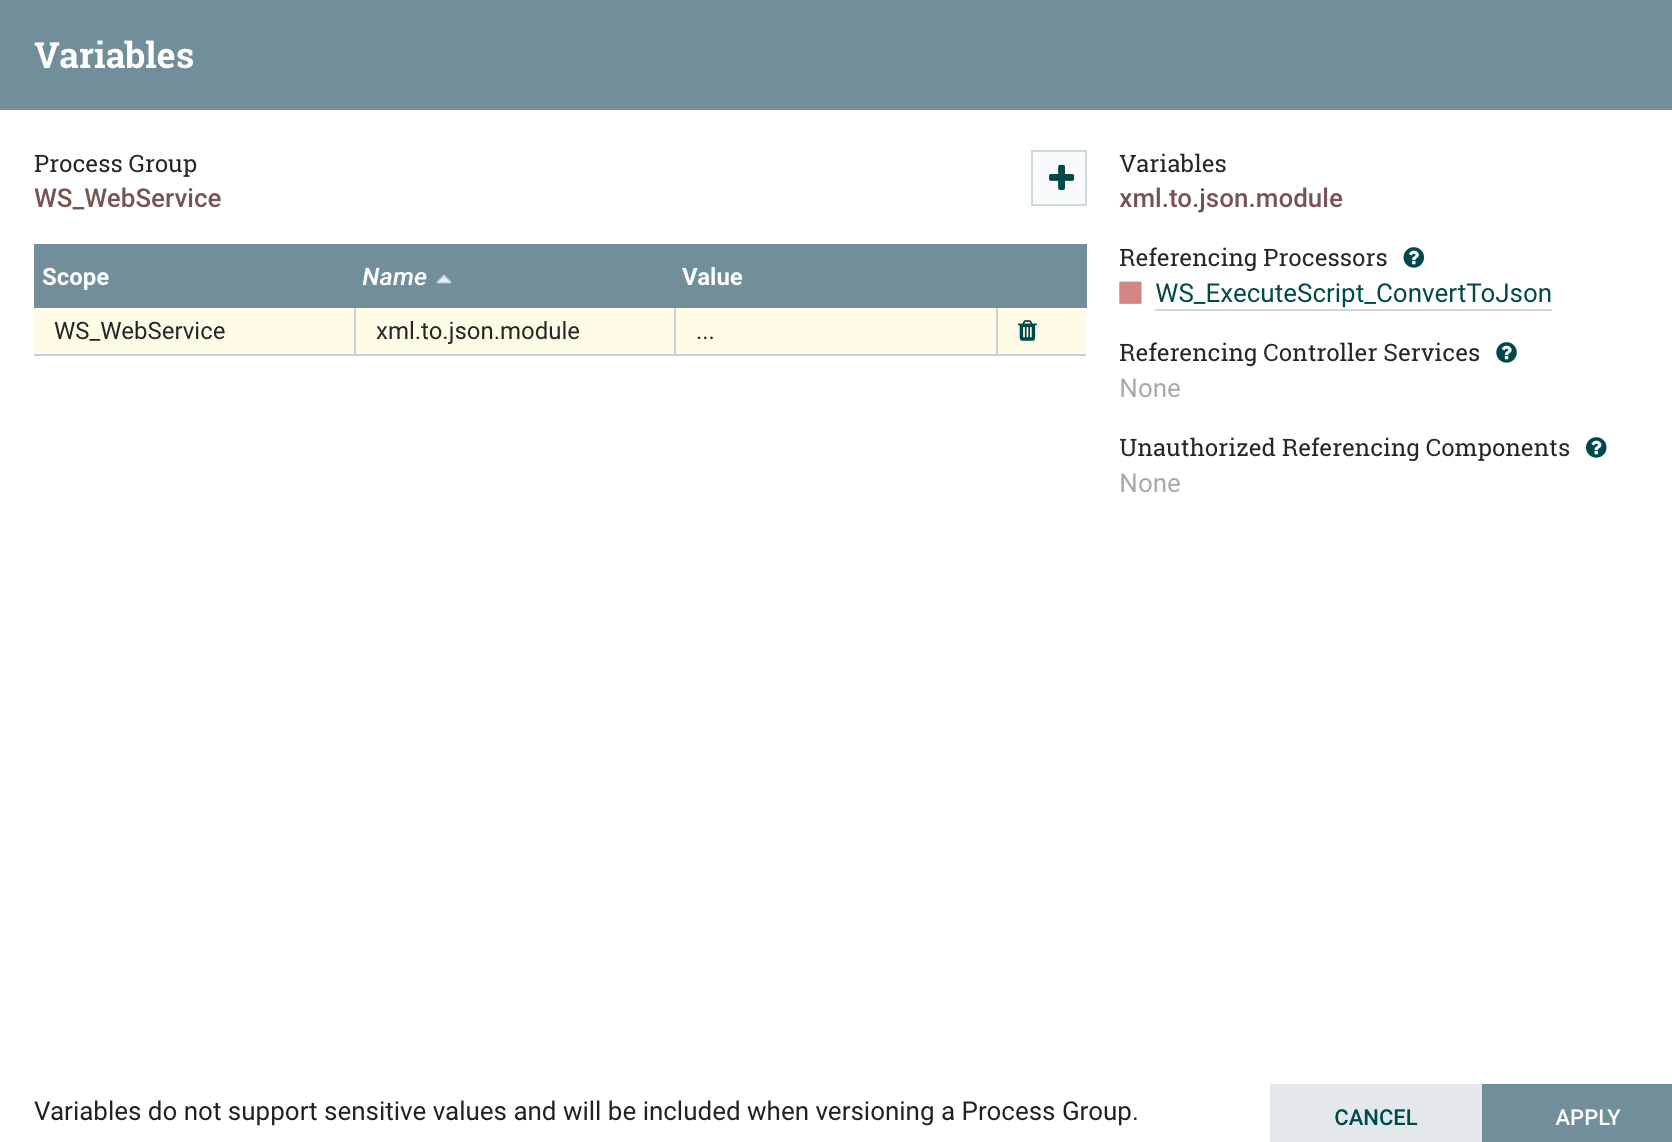 Variables
Process Group
WS_WebService
Scope Name Value
WS_WebService xml.to.json.module ...
Variables
xml.to.json.module
Referencing Processors
WS_ExecuteScript_ConvertToJson
Referencing Controller Services
None
Unauthorized Referencing Components
None
Variables do not support sensitive values and will be included when versioning a Process Group.
CANCEL APPLY